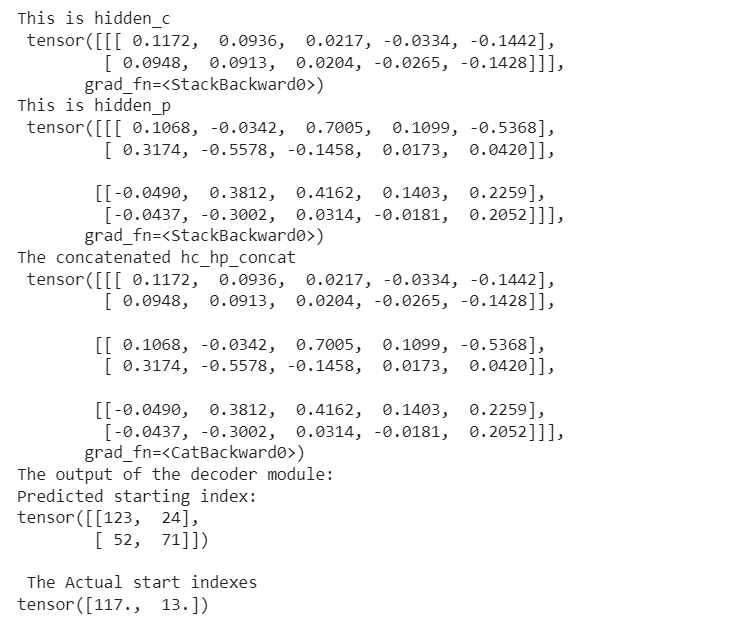 This is hidden_c
tensor([[[ 0.1172, 0.0936, 0.0217, -0.0334, -0.1442],
[ 0.0948, 0.0913, 0.0204, -0.0265, -0.1428]]],
grad_fn=<StackBackward0>)
This is hidden_p
tensor([[[ 0.1068, -0.0342, 0.7005, 0.1099, -0.5368],
[ 0.3174, -0.5578, -0.1458, 0.0173, 0.0420]],
[[-0.0490, 0.3812, 0.4162, 0.1403, 0.2259],
[-0.0437, -0.3002, 0.0314, -0.0181, 0.2052]]],
grad_fn=<StackBackward0>)
The concatenated hc_hp_concat
tensor([[[ 0.1172, 0.0936, 0.0217, -0.0334, -0.1442],
[ 0.0948, 0.0913, 0.0204, -0.0265, -0.1428]],
[[ 0.1068, -0.0342, 0.7005, 0.1099, -0.5368],
[ 0.3174, -0.5578, -0.1458, 0.0173, 0.0420]],
[[-0.0490, 0.3812, 0.4162, 0.1403, 0.2259],
[-0.0437, -0.3002, 0.0314, -0.0181, 0.2052]]],
grad_fn=<CatBackward0>)
The output of the decoder module:
Predicted starting index:
tensor([[123, 24],
[ 52, 71]])
The Actual start indexes
tensor([117., 13.])